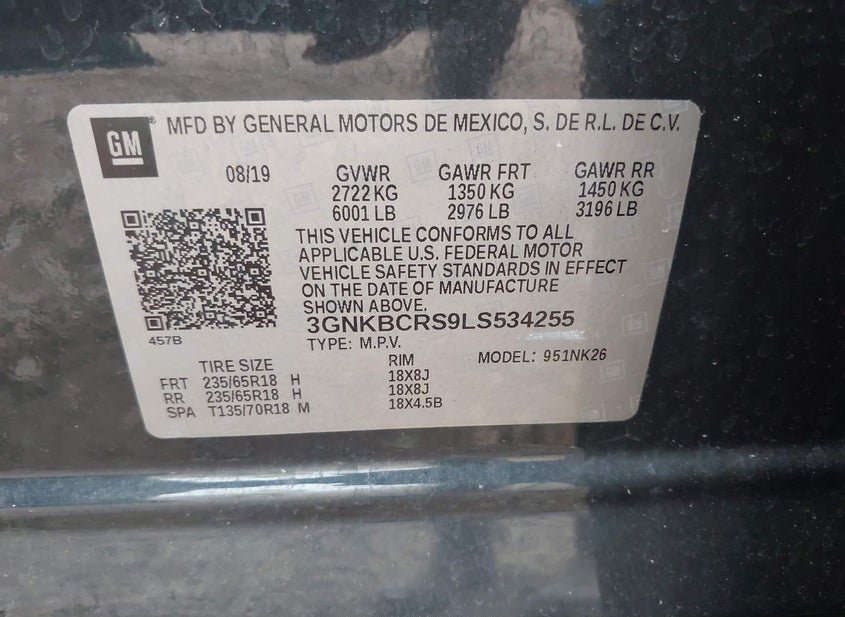 GM
MFD BY GENERAL MOTORS DE MEXICO, S. DE R.L. DE C.V.
08/19 GVWR GAWR FRT GAWR RR
2722 KG 1350 KG 1450 KG
6001 LB 2976 LB 3196 LB
THIS VEHICLE CONFORMS TO ALL
APPLICABLE U.S. FEDERAL MOTOR
VEHICLE SAFETY STANDARDS IN EFFECT
ON THE DATE OF MANUFACTURE
SHOWN ABOVE.
3GNKBCRS9LS534255
457B
TYPE: M.P.V. MODEL: 951NK26
TIRE SIZE RIM
FRT 235/65R18 H 18X8J
RR 235/65R18 H 18X8J
SPA T135/70R18 M 18X4.5B